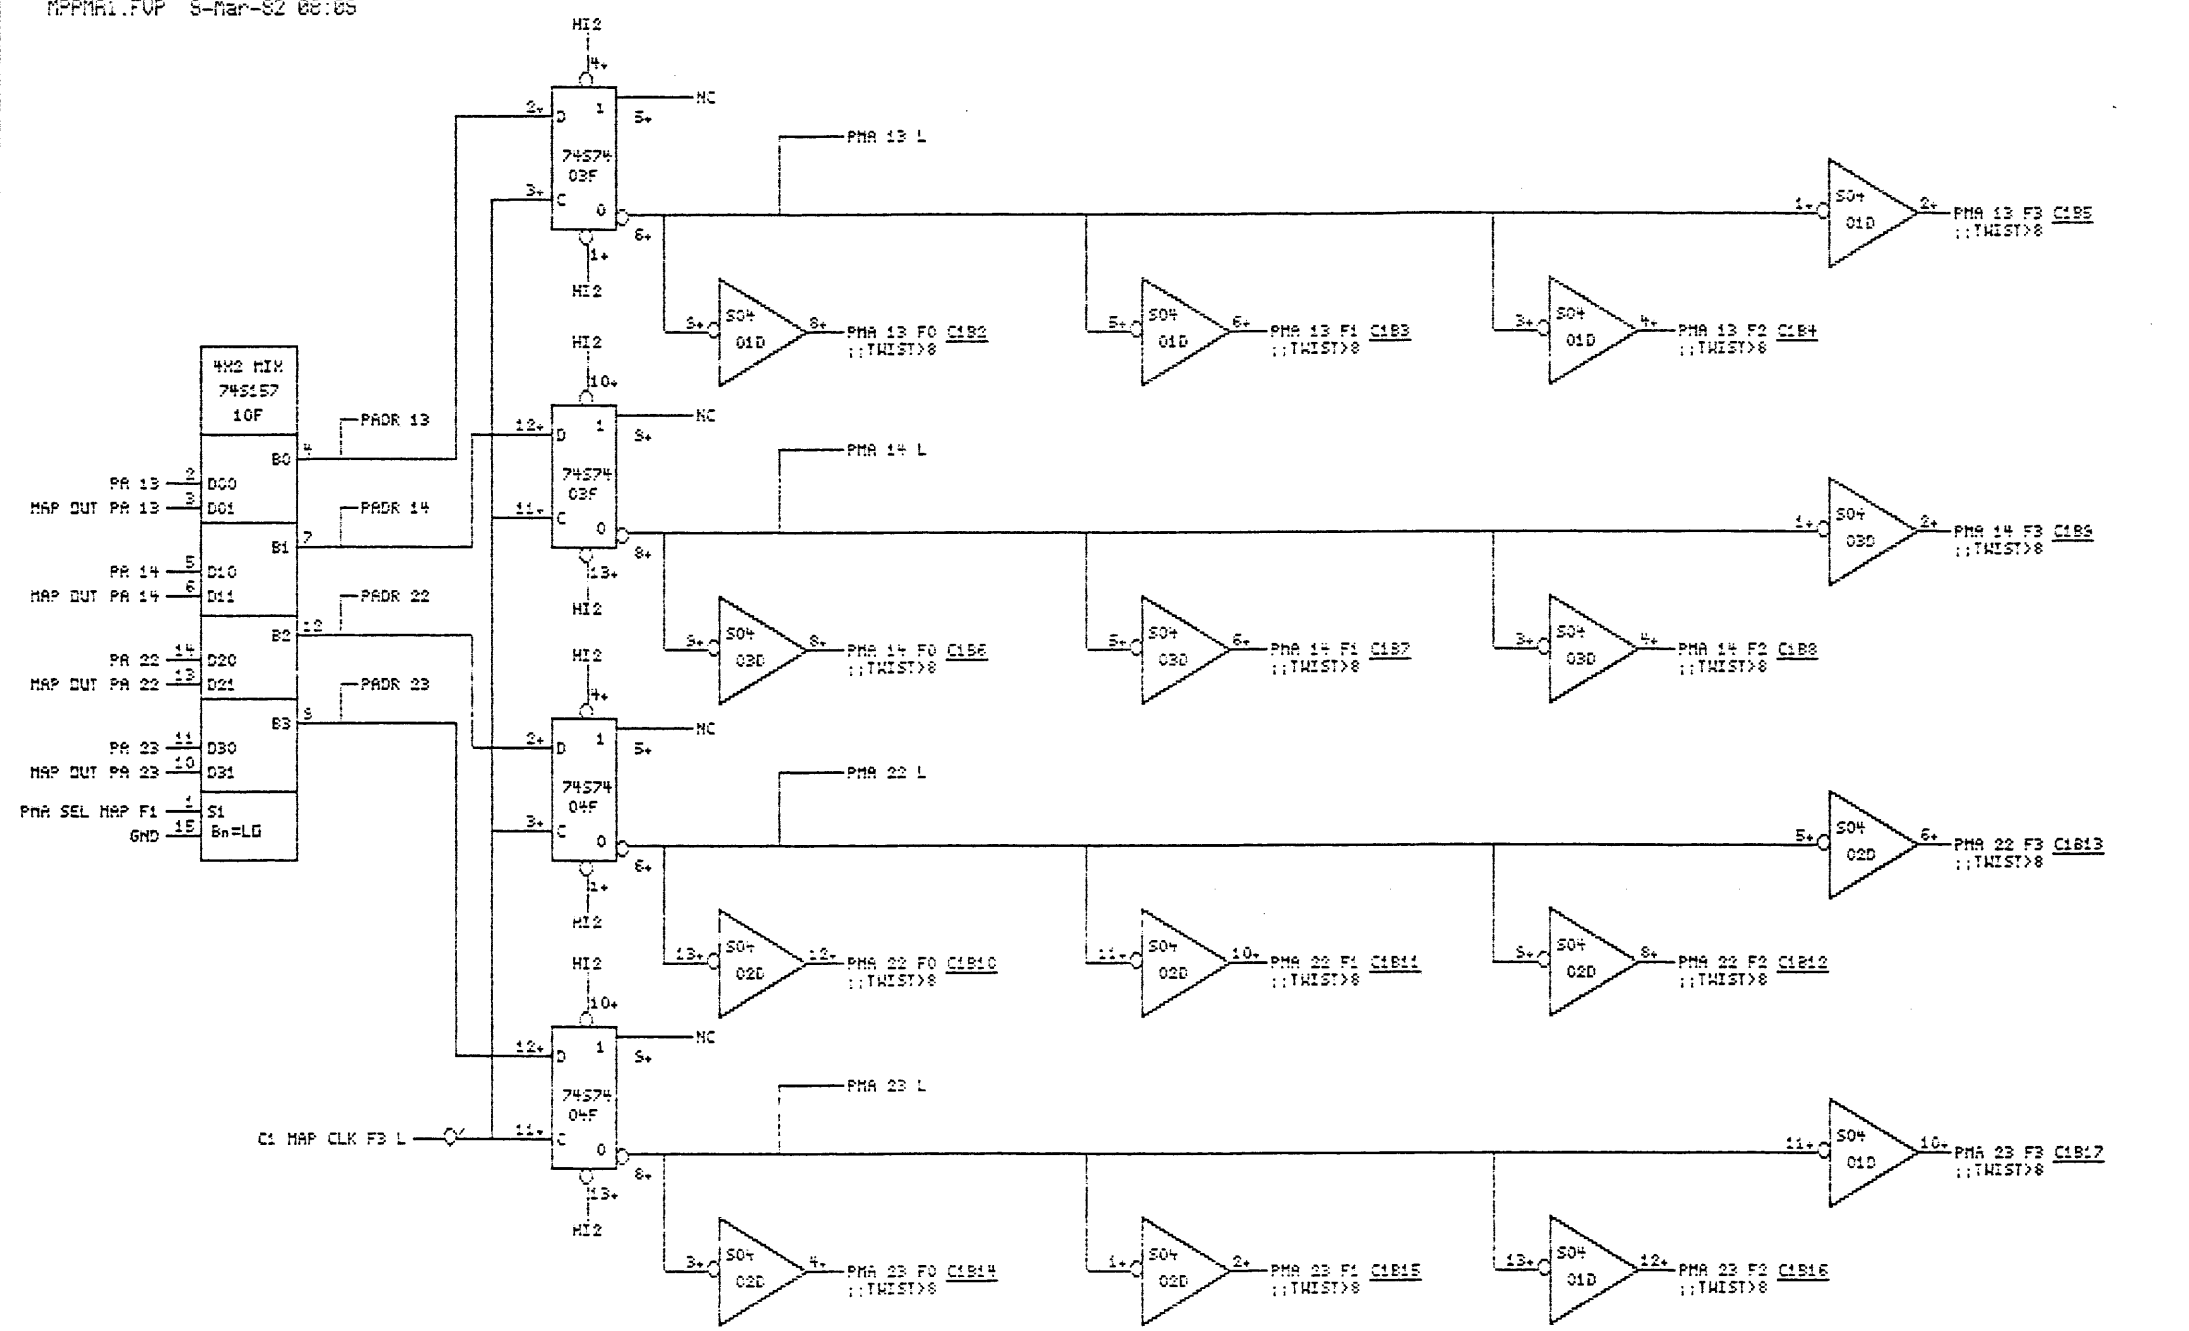 MPPMA1.FVP 8-Mar-82 08:05
HI2
4+
2+ D 1 NC
5+
74S74
03F
3+ C 0
6+
1+
HI2
PMA 13 L
1+ S04 2+ PMA 13 F3 C1B5
01D ;;TWIST>8
9+ S04 8+ PMA 13 F0 C1B2
01D ;;TWIST>8
5+ S04 6+ PMA 13 F1 C1B3
01D ;;TWIST>8
3+ S04 4+ PMA 13 F2 C1B4
01D ;;TWIST>8
HI2
10+
12+ D 1 NC
9+
74S74
03F
11+ C 0
8+
13+
HI2
PMA 14 L
1+ S04 2+ PMA 14 F3 C1B9
03D ;;TWIST>8
9+ S04 8+ PMA 14 F0 C1B6
03D ;;TWIST>8
5+ S04 6+ PMA 14 F1 C1B7
03D ;;TWIST>8
3+ S04 4+ PMA 14 F2 C1B8
03D ;;TWIST>8
4X2 MIX
74S157
10F
B0 4 PADR 13
PA 13 2 D00
MAP OUT PA 13 3 D01
B1 7 PADR 14
PA 14 5 D10
MAP OUT PA 14 6 D11
B2 12 PADR 22
PA 22 14 D20
MAP OUT PA 22 13 D21
B3 9 PADR 23
PA 23 11 D30
MAP OUT PA 23 10 D31
PMA SEL MAP F1 1 S1
GND 15 Bn=LO
HI2
4+
2+ D 1 NC
5+
74S74
04F
3+ C 0
6+
1+
HI2
PMA 22 L
5+ S04 6+ PMA 22 F3 C1B13
02D ;;TWIST>8
13+ S04 12+ PMA 22 F0 C1B10
02D ;;TWIST>8
11+ S04 10+ PMA 22 F1 C1B11
02D ;;TWIST>8
9+ S04 8+ PMA 22 F2 C1B12
02D ;;TWIST>8
HI2
10+
12+ D 1 NC
9+
74S74
04F
C1 MAP CLK F3 L 11+ C 0
8+
13+
HI2
PMA 23 L
11+ S04 10+ PMA 23 F3 C1B17
01D ;;TWIST>8
3+ S04 4+ PMA 23 F0 C1B14
02D ;;TWIST>8
1+ S04 2+ PMA 23 F1 C1B15
02D ;;TWIST>8
13+ S04 12+ PMA 23 F2 C1B16
01D ;;TWIST>8